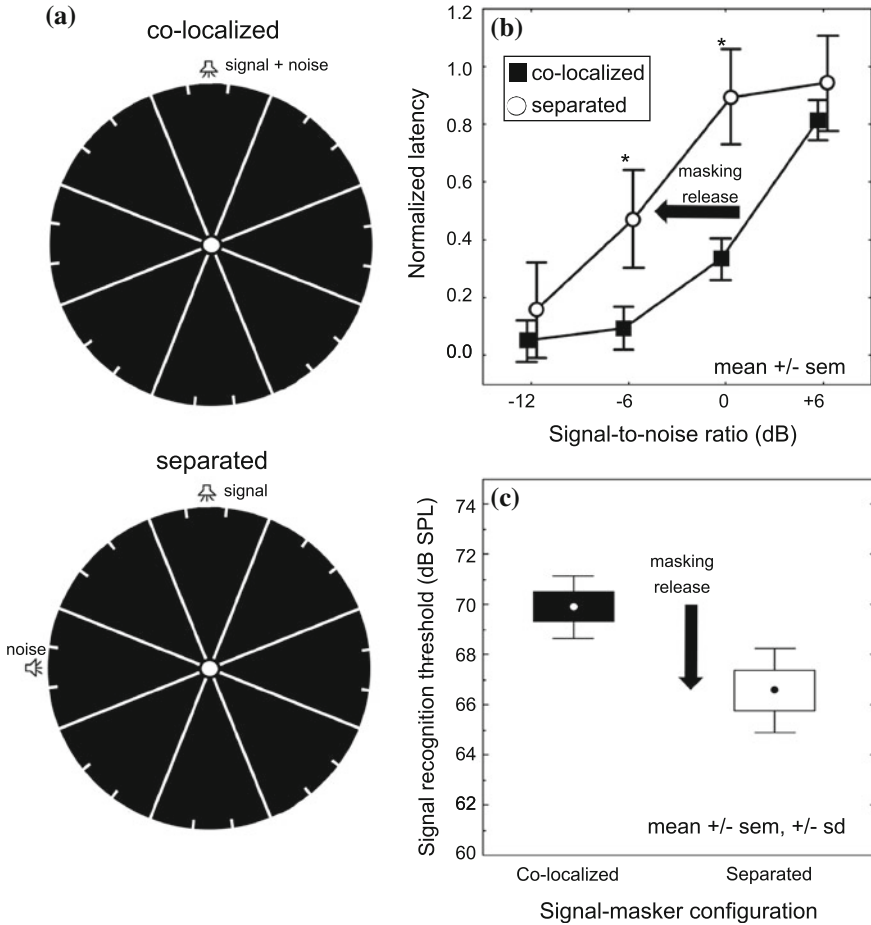 (a)
co-localized
signal + noise
separated
signal
noise
(b)
Normalized latency
1.2
1.0
0.8
0.6
0.4
0.2
0.0
co-localized
separated
*
*
masking
release
mean +/- sem
-12
-6
0
+6
Signal-to-noise ratio (dB)
(c)
Signal recognition threshold (dB SPL)
74
72
70
68
66
64
62
60
masking
release
mean +/- sem, +/- sd
Co-localized
Separated
Signal-masker configuration